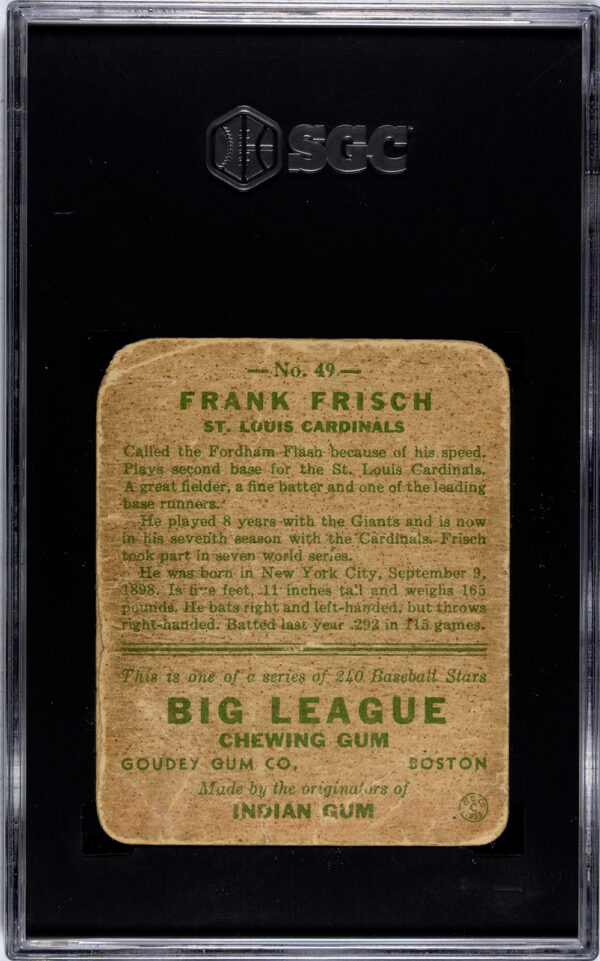 SGC
— No. 49 —
FRANK FRISCH
ST. LOUIS CARDINALS
Called the Fordham Flash because of his speed.
Plays second base for the St. Louis Cardinals.
A great fielder, a fine batter and one of the leading
base runners.
He played 8 years with the Giants and is now
in his seventh season with the Cardinals. Frisch
took part in seven world series.
He was born in New York City, September 9,
1898. Is five feet, 11 inches tall and weighs 165
pounds. He bats right and left-handed, but throws
right-handed. Batted last year .292 in 115 games.
This is one of a series of 240 Baseball Stars
BIG LEAGUE
CHEWING GUM
GOUDEY GUM CO. BOSTON
Made by the originators of
INDIAN GUM